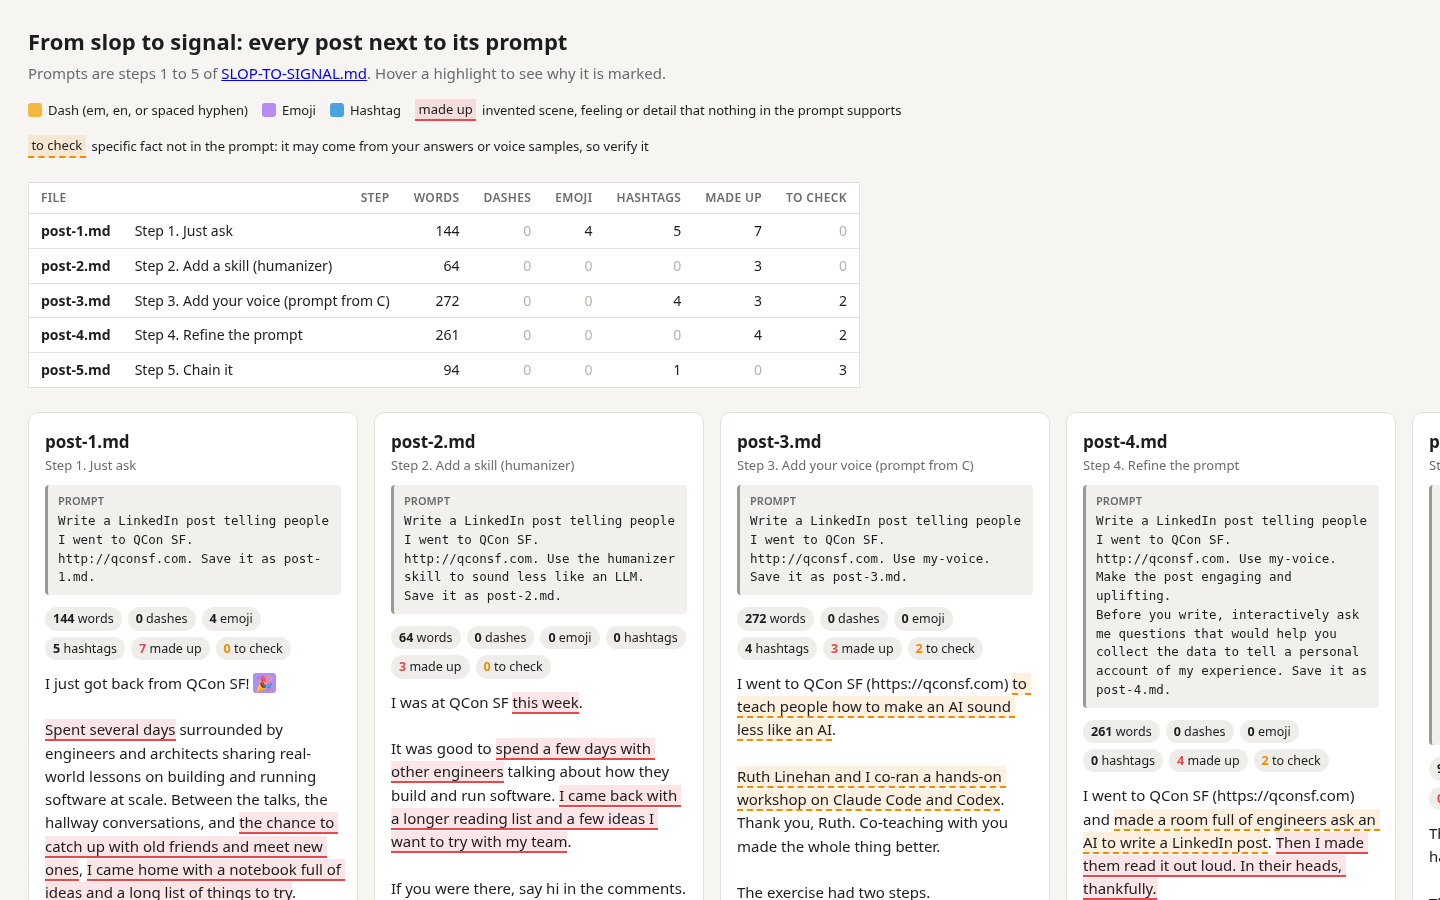 From slop to signal: every post next to its prompt
Prompts are steps 1 to 5 of SLOP-TO-SIGNAL.md. Hover a highlight to see why it is marked.
Dash (em, en, or spaced hyphen) Emoji Hashtag made up invented scene, feeling or detail that nothing in the prompt supports
to check specific fact not in the prompt: it may come from your answers or voice samples, so verify it
FILE STEP WORDS DASHES EMOJI HASHTAGS MADE UP TO CHECK
post-1.md Step 1. Just ask 144 0 4 5 7 0
post-2.md Step 2. Add a skill (humanizer) 64 0 0 0 3 0
post-3.md Step 3. Add your voice (prompt from C) 272 0 0 4 3 2
post-4.md Step 4. Refine the prompt 261 0 0 0 4 2
post-5.md Step 5. Chain it 94 0 0 1 0 3
post-1.md
Step 1. Just ask
PROMPT
Write a LinkedIn post telling people
I went to QCon SF.
http://qconsf.com. Save it as post-
1.md.
144 words 0 dashes 4 emoji
5 hashtags 7 made up 0 to check
I just got back from QCon SF! 🎉
Spent several days surrounded by
engineers and architects sharing real-
world lessons on building and running
software at scale. Between the talks, the
hallway conversations, and the chance to
catch up with old friends and meet new
ones, I came home with a notebook full of
ideas and a long list of things to try.
post-2.md
Step 2. Add a skill (humanizer)
PROMPT
Write a LinkedIn post telling people
I went to QCon SF.
http://qconsf.com. Use the humanizer
skill to sound less like an LLM.
Save it as post-2.md.
64 words 0 dashes 0 emoji 0 hashtags
3 made up 0 to check
I was at QCon SF this week.
It was good to spend a few days with
other engineers talking about how they
build and run software. I came back with
a longer reading list and a few ideas I
want to try with my team.
If you were there, say hi in the comments.
post-3.md
Step 3. Add your voice (prompt from C)
PROMPT
Write a LinkedIn post telling people
I went to QCon SF.
http://qconsf.com. Use my-voice.
Save it as post-3.md.
272 words 0 dashes 0 emoji
4 hashtags 3 made up 2 to check
I went to QCon SF (https://qconsf.com) to
teach people how to make an AI sound
less like an AI.
Ruth Linehan and I co-ran a hands-on
workshop on Claude Code and Codex.
Thank you, Ruth. Co-teaching with you
made the whole thing better.
The exercise had two steps.
post-4.md
Step 4. Refine the prompt
PROMPT
Write a LinkedIn post telling people
I went to QCon SF.
http://qconsf.com. Use my-voice.
Make the post engaging and
uplifting.
Before you write, interactively ask
me questions that would help you
collect the data to tell a personal
account of my experience. Save it as
post-4.md.
261 words 0 dashes 0 emoji
0 hashtags 4 made up 2 to check
I went to QCon SF (https://qconsf.com)
and made a room full of engineers ask an
AI to write a LinkedIn post. Then I made
them read it out loud. In their heads,
thankfully.